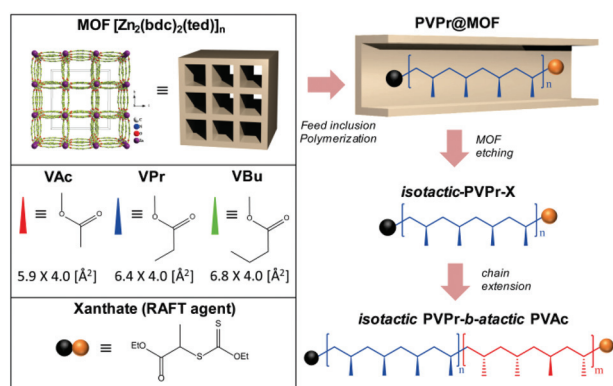 MOF [Zn2(bdc)2(ted)]n
≡
PVPr@MOF
n
Feed inclusion
Polymerization
MOF
etching
VAc
VPr
VBu
≡ O O
≡ O O
≡ O O
5.9 X 4.0 [Å2]
6.4 X 4.0 [Å2]
6.8 X 4.0 [Å2]
isotactic-PVPr-X
n
chain
extension
Xanthate (RAFT agent)
≡ EtO O S S OEt
isotactic PVPr-b-atactic PVAc
n m